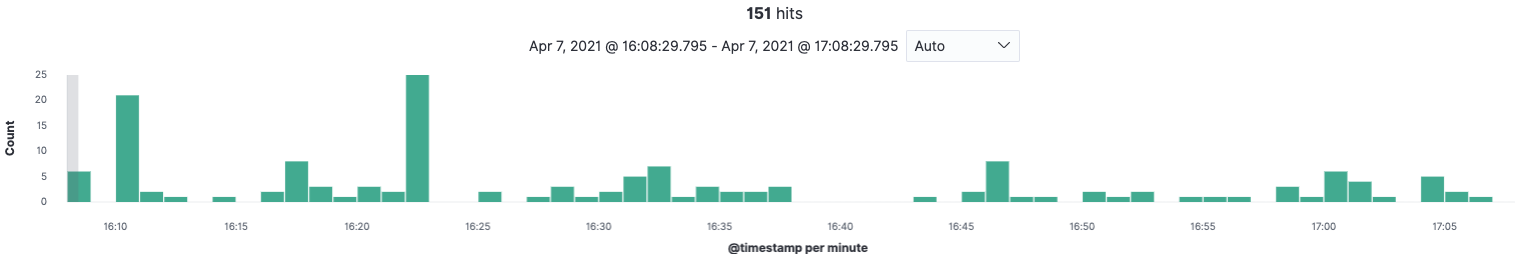 151 hits
Apr 7, 2021 @ 16:08:29.795 - Apr 7, 2021 @ 17:08:29.795 Auto
25
20
15
10
5
0
Count
16:10 16:15 16:20 16:25 16:30 16:35 16:40 16:45 16:50 16:55 17:00 17:05
@timestamp per minute